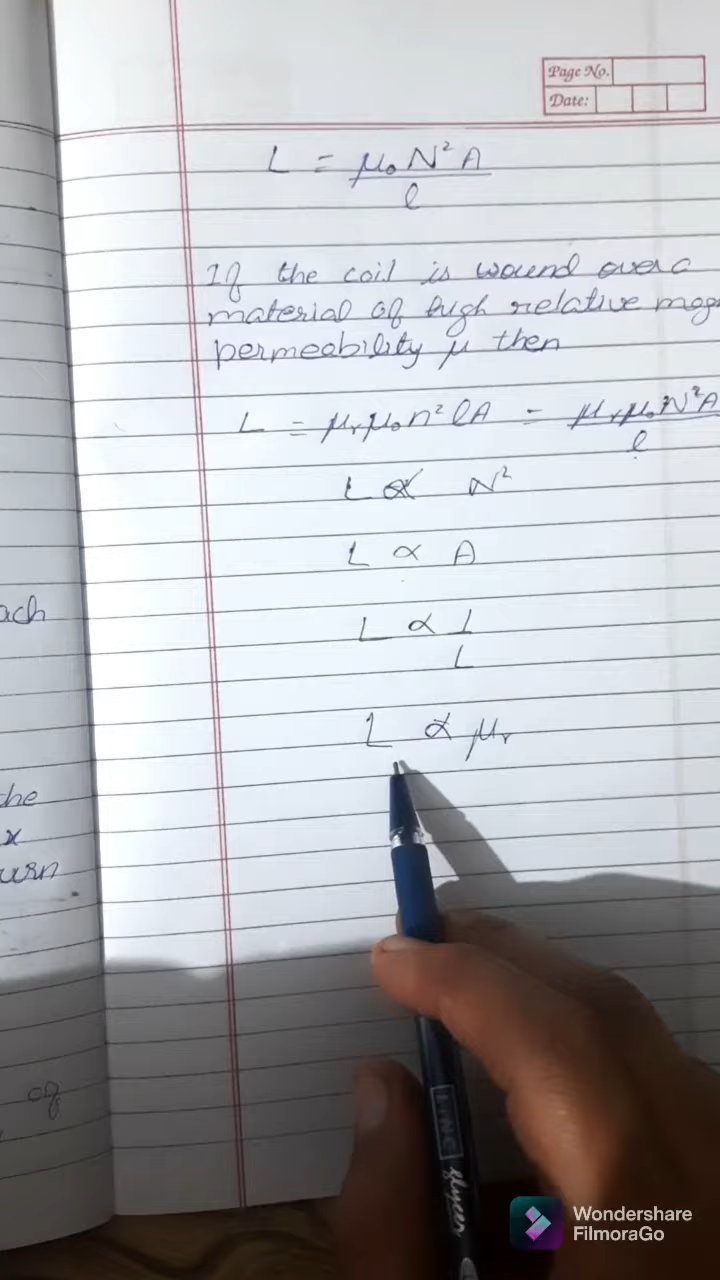 Page No.
Date:
L = μ₀N²A
l
If the coil is wound over a
material of high relative mag
permeability μ then
L = μᵣμ₀n²lA = μᵣμ₀N²A
l
L ∝ N²
L ∝ A
L ∝ 1
L
L ∝ μᵣ
ach
the
x
urn
of
LINC
Wondershare
FilmoraGo